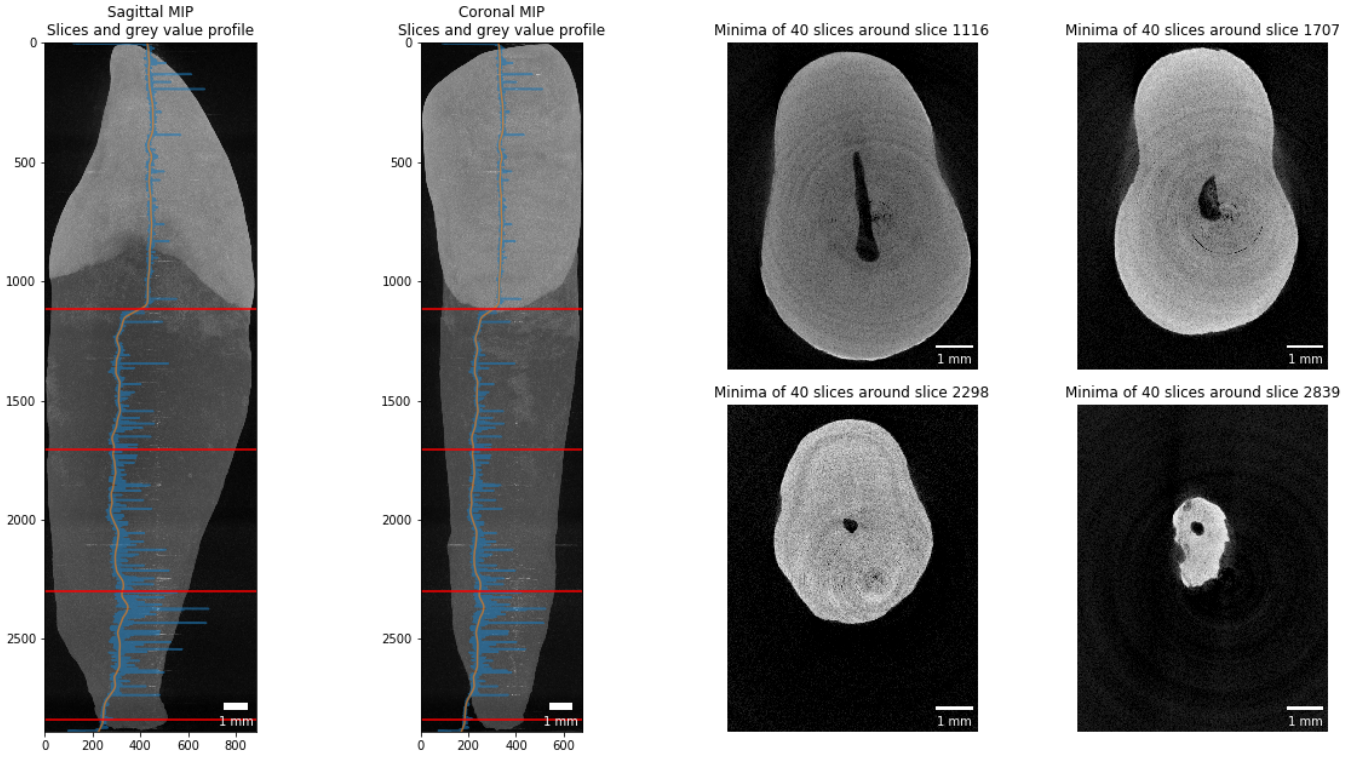 Sagittal MIP
Slices and grey value profile
0
500
1000
1500
2000
2500
0 200 400 600 800
1 mm
Coronal MIP
Slices and grey value profile
0
500
1000
1500
2000
2500
0 200 400 600
1 mm
Minima of 40 slices around slice 1116
1 mm
Minima of 40 slices around slice 1707
1 mm
Minima of 40 slices around slice 2298
1 mm
Minima of 40 slices around slice 2839
1 mm